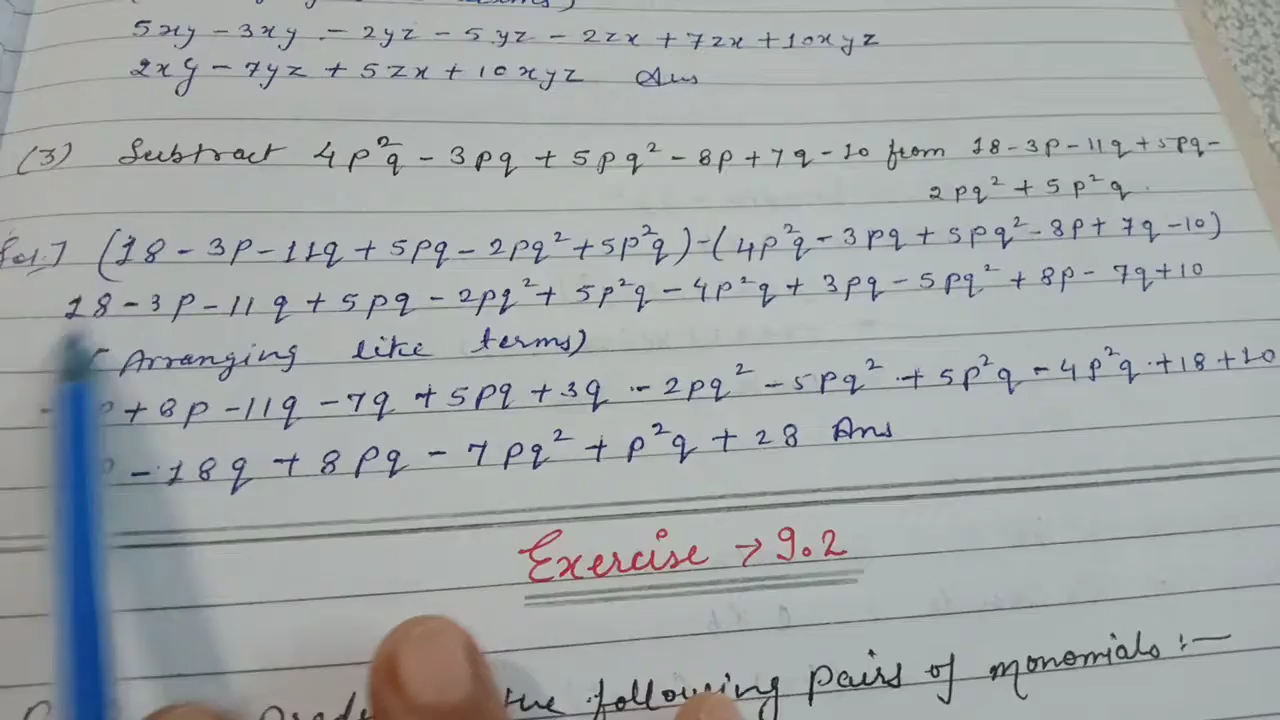 5xy - 3xy - 2yz - 5yz - 2zx + 7zx + 10xyz
2xy - 7yz + 5zx + 10xyz Ans
(3) Subtract 4p²q - 3pq + 5pq² - 8p + 7q - 10 from 18 - 3p - 11q + 5pq -
2pq² + 5p²q.
Sol.] (18 - 3p - 11q + 5pq - 2pq² + 5p²q) - (4p²q - 3pq + 5pq² - 8p + 7q - 10)
18 - 3p - 11q + 5pq - 2pq² + 5p²q - 4p²q + 3pq - 5pq² + 8p - 7q + 10
(Arranging like terms)
+ 8p - 11q - 7q + 5pq + 3q - 2pq² - 5pq² + 5p²q - 4p²q + 18 + 10
- 18q + 8pq - 7pq² + p²q + 28 Ans
Exercise → 9.2
the following pairs of monomials :-